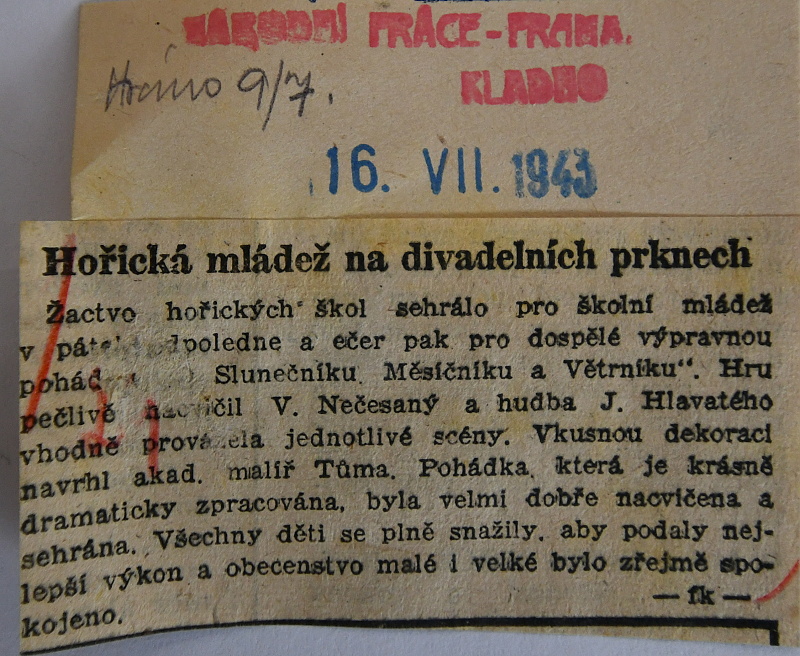 NÁRODNÍ PRÁCE-PRAHA.
KLADNO
Hráno 9/7.
16. VII. 1943
Hořická mládež na divadelních prknech
Žactvo hořických škol sehrálo pro školní mládež
v odpoledne a ečer pak pro dospělé výpravnou
Slunečníku, Měsíčníku a Větrníku“. Hru
pečlivě nacvičil V. Nečesaný a hudba J. Hlavatého
vhodně provázela jednotlivé scény. Vkusnou dekoraci
navrhl akad. malíř Tůma. Pohádka, která je krásně
dramaticky zpracována, byla velmi dobře nacvičena a
sehrána. Všechny děti se plně snažily, aby podaly nej-
lepší výkon a obecenstvo malé i velké bylo zřejmě spo-
kojeno.
— fk —